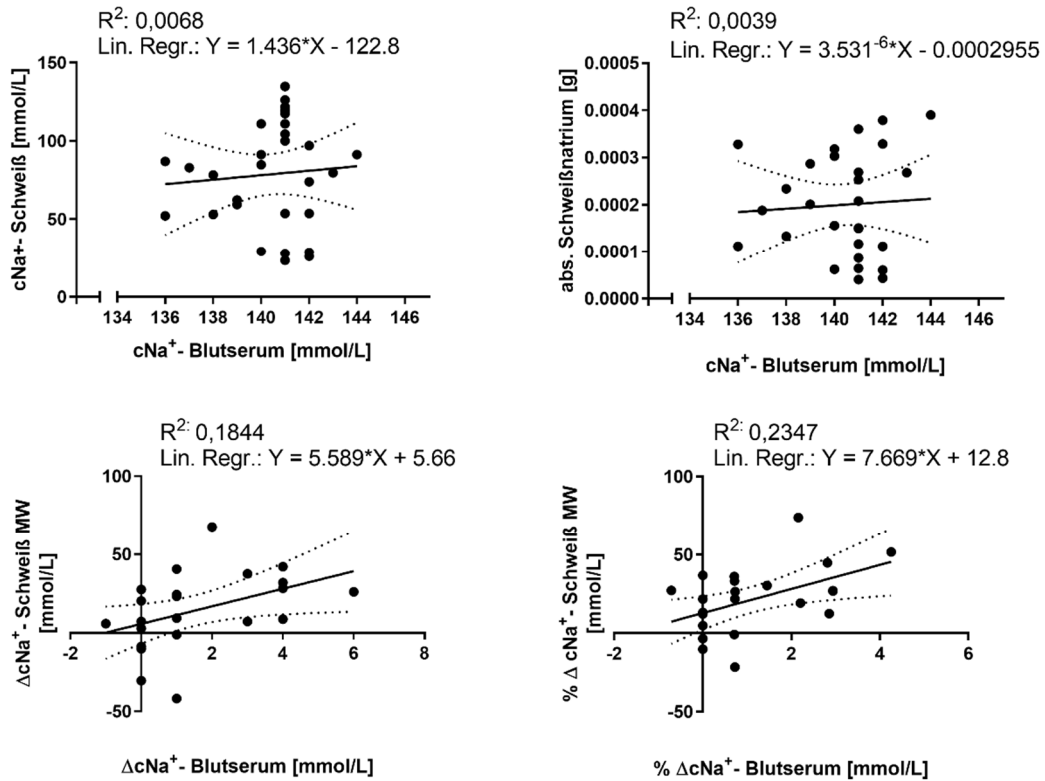 R²: 0,0068
Lin. Regr.: Y = 1.436*X - 122.8
150
100
50
0
134
136
138
140
142
144
146
cNa+- Schweiß [mmol/L]
cNa⁺- Blutserum [mmol/L]
R²: 0,0039
Lin. Regr.: Y = 3.531⁻⁶*X - 0.0002955
0.0005
0.0004
0.0003
0.0002
0.0001
0.0000
134
136
138
140
142
144
146
abs. Schweißnatrium [g]
cNa⁺- Blutserum [mmol/L]
R²: 0,1844
Lin. Regr.: Y = 5.589*X + 5.66
100
50
-50
-2
0
2
4
6
8
ΔcNa⁺- Schweiß MW
[mmol/L]
ΔcNa⁺- Blutserum [mmol/L]
R²: 0,2347
Lin. Regr.: Y = 7.669*X + 12.8
100
50
-50
-2
0
2
4
6
% Δ cNa⁺- Schweiß MW
[mmol/L]
% ΔcNa⁺- Blutserum [mmol/L]